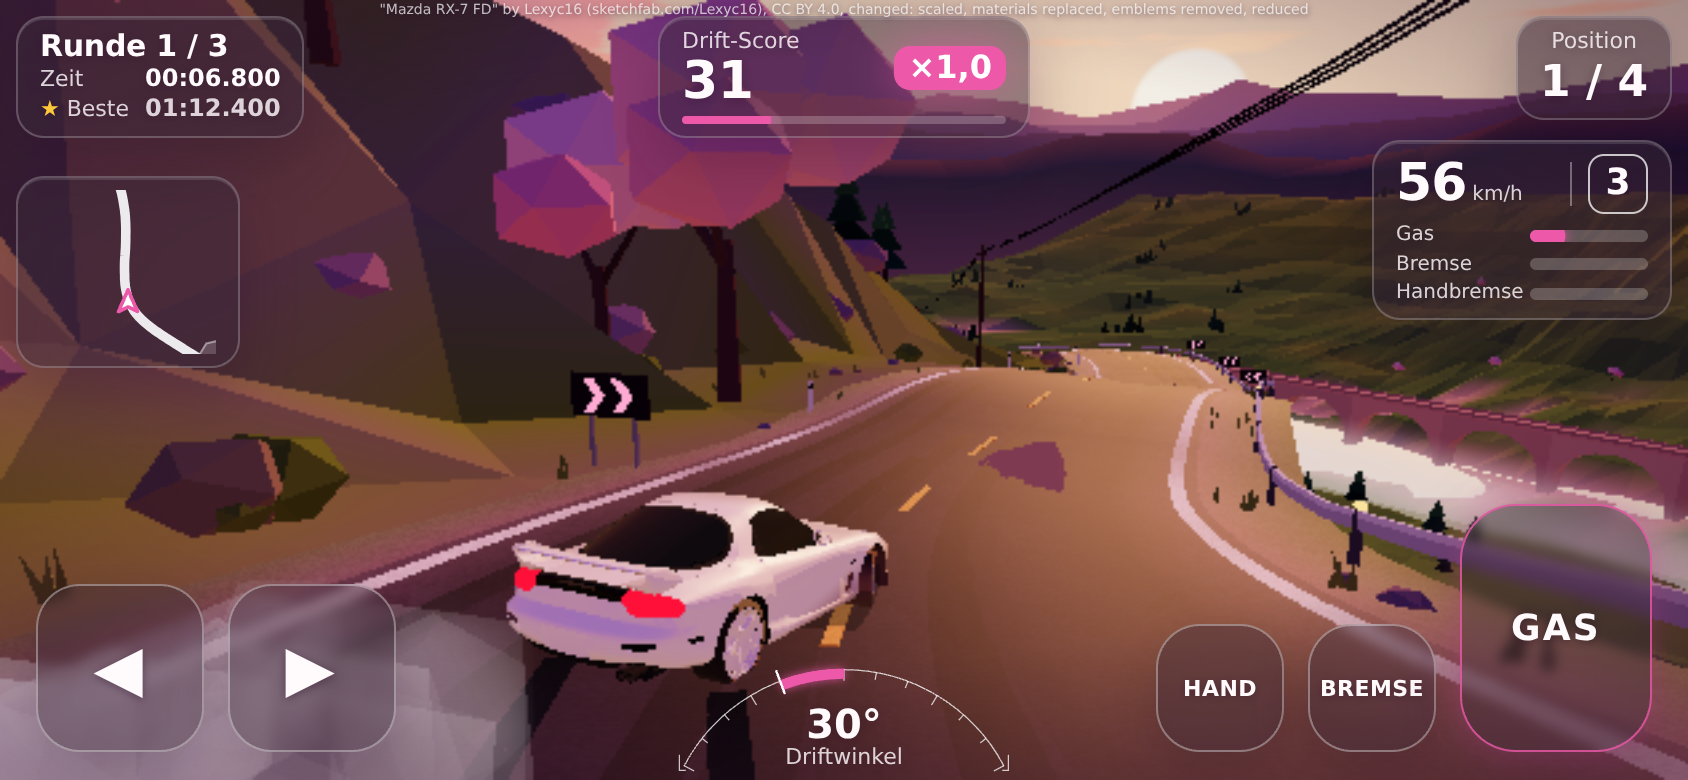 "Mazda RX-7 FD" by Lexyc16 (sketchfab.com/Lexyc16), CC BY 4.0, changed: scaled, materials replaced, emblems removed, reduced
Runde 1 / 3
Zeit 00:06.800
★ Beste 01:12.400
Drift-Score
31 ×1,0
Position
1 / 4
56 km/h 3
Gas
Bremse
Handbremse
GAS
HAND BREMSE
30°
Driftwinkel